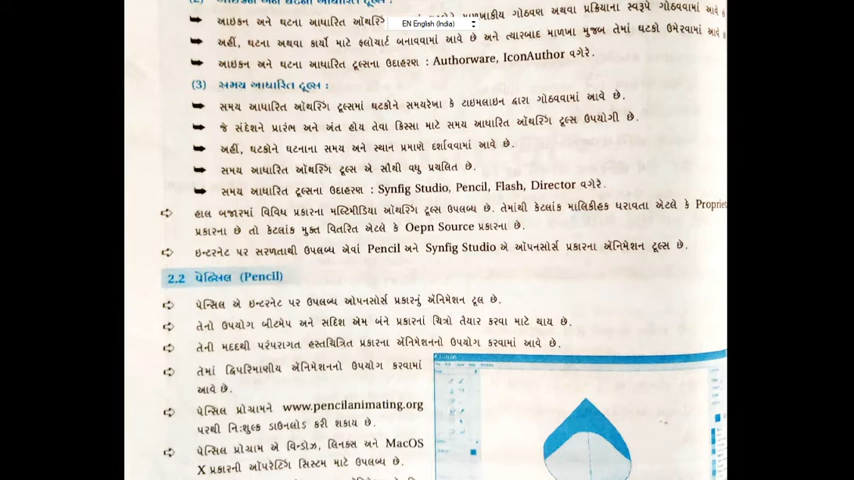 આઇકન અને ઘટના આધારિત ઑથરિંગ
EN English (India)
માળખાકીય ગોઠવણ અથવા પ્રક્રિયાના સ્વરૂપે ગોઠવવામાં આવે
અહીં, ઘટના અથવા કાર્યો માટે ફ્લોચાર્ટ બનાવવામાં આવે છે અને ત્યારબાદ માળખા મુજબ તેમાં ઘટકો ઉમેરવામાં આવે
આઇકન અને ઘટના આધારિત ટૂલ્સના ઉદાહરણ : Authorware, IconAuthor વગેરે.
(3) સમય આધારિત ટૂલ્સ :
સમય આધારિત ઑથરિંગ ટૂલ્સમાં ઘટકોને સમયરેખા કે ટાઇમલાઇન દ્વારા ગોઠવવામાં આવે છે.
જે સંદેશને પ્રારંભ અને અંત હોય તેવા કિસ્સા માટે સમય આધારિત ઑથરિંગ ટૂલ્સ ઉપયોગી છે.
અહીં, ઘટકોને ઘટનાના સમય અને સ્થાન પ્રમાણે દર્શાવવામાં આવે છે.
સમય આધારિત ઑથરિંગ ટૂલ્સ એ સૌથી વધુ પ્રચલિત છે.
સમય આધારિત ટૂલ્સના ઉદાહરણ : Synfig Studio, Pencil, Flash, Director વગેરે.
હાલ બજારમાં વિવિધ પ્રકારના મલ્ટિમીડિયા ઑથરિંગ ટૂલ્સ ઉપલબ્ધ છે. તેમાંથી કેટલાંક માલિકીહક ધરાવતા એટલે કે Proprie
પ્રકારના છે તો કેટલાંક મુક્ત વિતરિત એટલે કે Oepn Source પ્રકારના છે.
ઇન્ટરનેટ પર સરળતાથી ઉપલબ્ધ એવાં Pencil અને Synfig Studio એ ઑપનસોર્સ પ્રકારના એનિમેશન ટૂલ્સ છે.
2.2 પેન્સિલ (Pencil)
પેન્સિલ એ ઇન્ટરનેટ પર ઉપલબ્ધ ઓપનસોર્સ પ્રકારનું ઍનિમેશન ટૂલ છે.
તેનો ઉપયોગ બીટમેપ અને સદિશ એમ બંને પ્રકારનાં ચિત્રો તૈયાર કરવા માટે થાય છે.
તેની મદદથી પરંપરાગત હસ્તચિત્રિત પ્રકારના ઍનિમેશનનો ઉપયોગ કરવામાં આવે છે.
તેમાં દ્વિપરિમાણીય ઍનિમેશનનો ઉપયોગ કરવામાં
આવે છે.
પેન્સિલ પ્રોગ્રામને www.pencilanimating.org
પરથી નિઃશુલ્ક ડાઉનલોડ કરી શકાય છે.
પેન્સિલ પ્રોગ્રામ એ વિન્ડોઝ, લિનક્સ અને MacOS
X પ્રકારની ઑપરેટિંગ સિસ્ટમ માટે ઉપલબ્ધ છે.